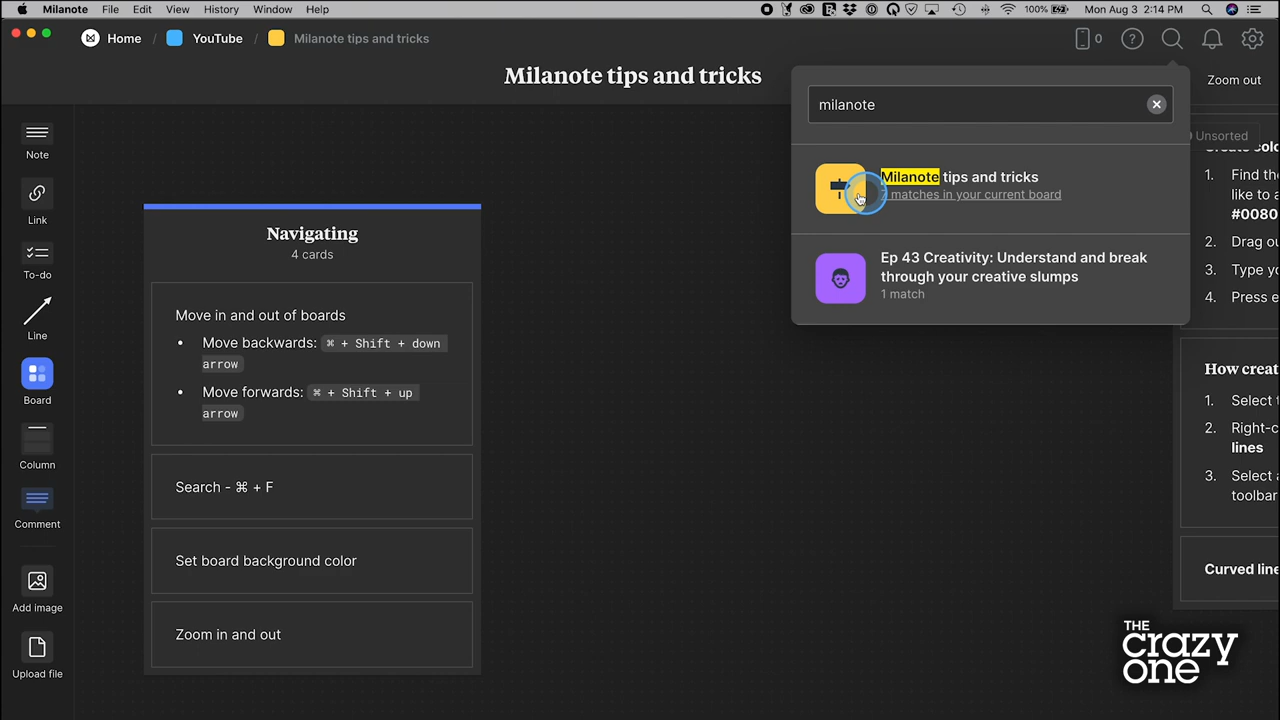 Milanote File Edit View History Window Help
100% Mon Aug 3 2:14 PM
Home / YouTube / Milanote tips and tricks
0
Milanote tips and tricks
Zoom out
Note
Link
To-do
Line
Board
Column
Comment
Add image
Upload file
Navigating
4 cards
Move in and out of boards
• Move backwards: ⌘ + Shift + down
arrow
• Move forwards: ⌘ + Shift + up
arrow
Search - ⌘ + F
Set board background color
Zoom in and out
milanote
Milanote tips and tricks
matches in your current board
Ep 43 Creativity: Understand and break
through your creative slumps
1 match
Unsorted
1. Find the
like to a
#0080
2. Drag ou
3. Type yo
4. Press e
How creat
1. Select t
2. Right-c
lines
3. Select a
toolbar
Curved line
THE
crazy
one